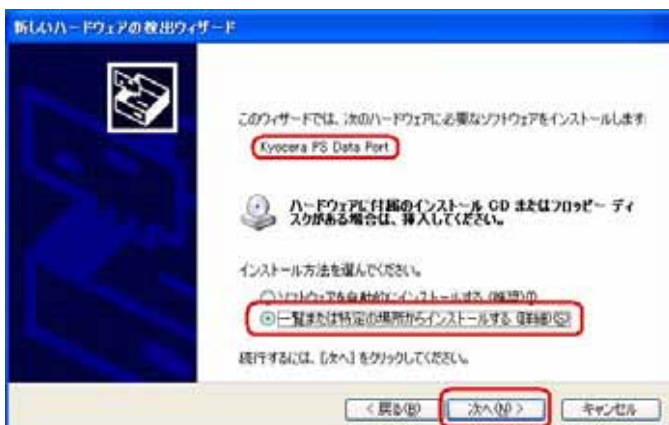 新しいハードウェアの検出ウィザード
このウィザードでは、次のハードウェアに必要なソフトウェアをインストールします:
Kyocera PS Data Port
ハードウェアに付属のインストール CD またはフロッピー ディ
スクがある場合は、挿入してください。
インストール方法を選んでください。
ソフトウェアを自動的にインストールする (推奨)(I)
一覧または特定の場所からインストールする (詳細)(S)
続行するには、[次へ] をクリックしてください。
< 戻る(B)
次へ(N) >
キャンセル